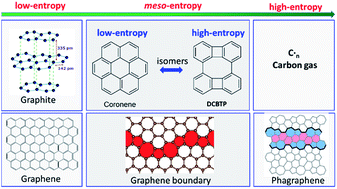 low-entropy meso-entropy high-entropy
335 pm
142 pm
Graphite
low-entropy high-entropy
isomers
Coronene DCBTP
C·n
Carbon gas
Graphene
Graphene boundary
Phagraphene